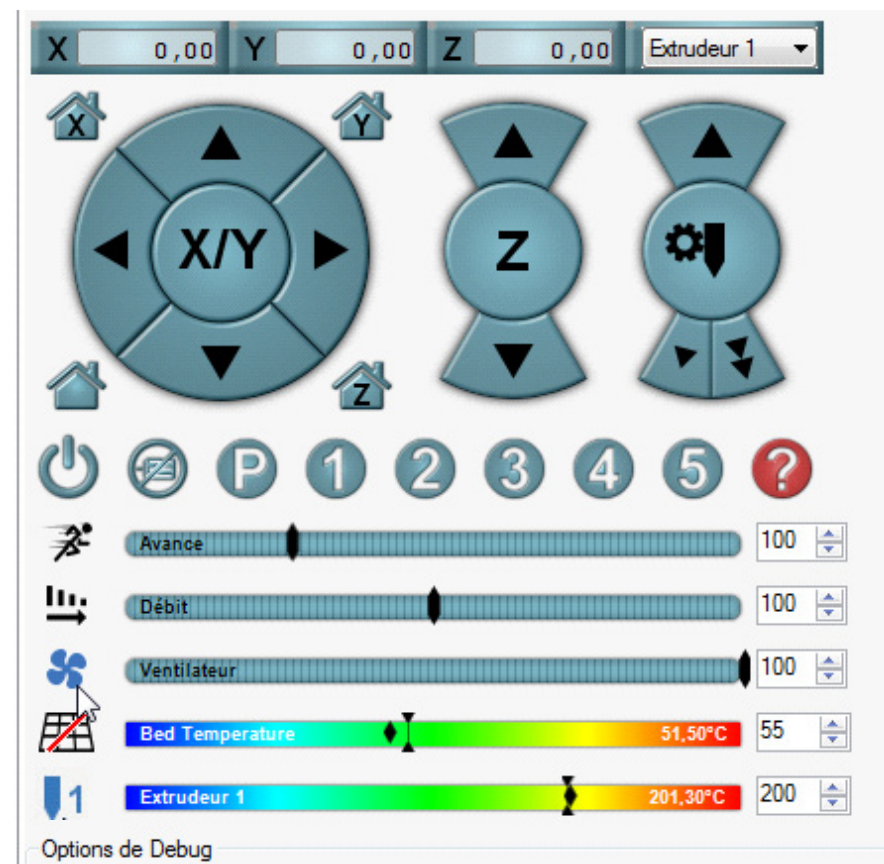 X 0,00 Y 0,00 Z 0,00 Extrudeur 1
X Y
X/Y Z
Z
P 1 2 3 4 5 ?
Avance 100
Débit 100
Ventilateur 100
Bed Temperature 51,50°C 55
1 Extrudeur 1 201,30°C 200
Options de Debug